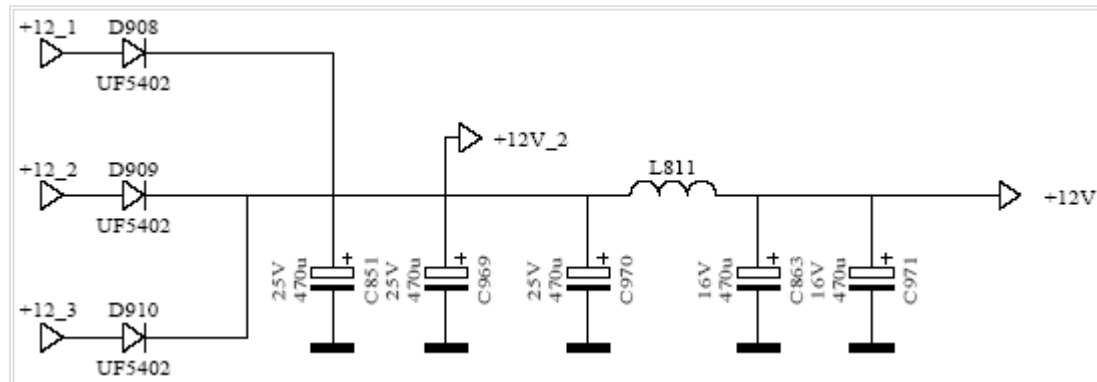 +12_1
D908
UF5402
+12V_2
+12_2
D909
UF5402
L811
+12V
25V
470u
+
C851
25V
470u
+
C969
25V
470u
+
C970
16V
470u
+
C863
16V
470u
+
C971
+12_3
D910
UF5402